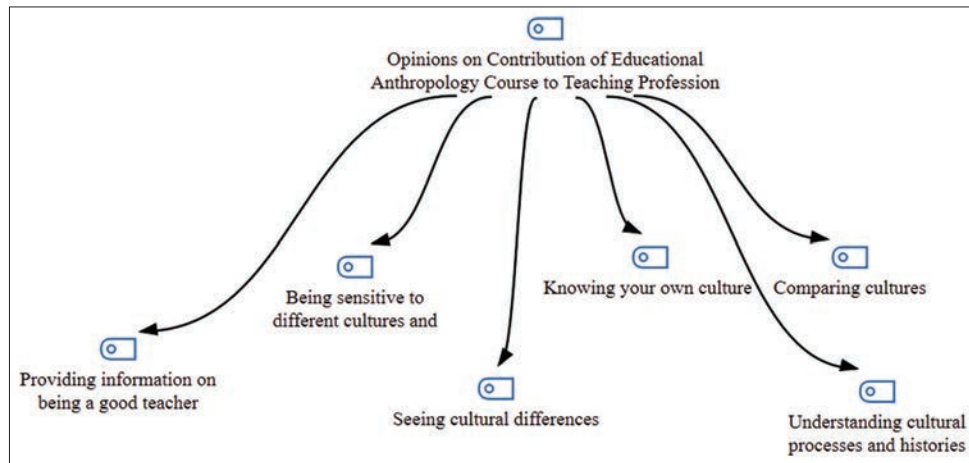 Opinions on Contribution of Educational
Anthropology Course to Teaching Profession
Being sensitive to
different cultures and
Knowing your own culture
Comparing cultures
Providing information on
being a good teacher
Seeing cultural differences
Understanding cultural
processes and histories